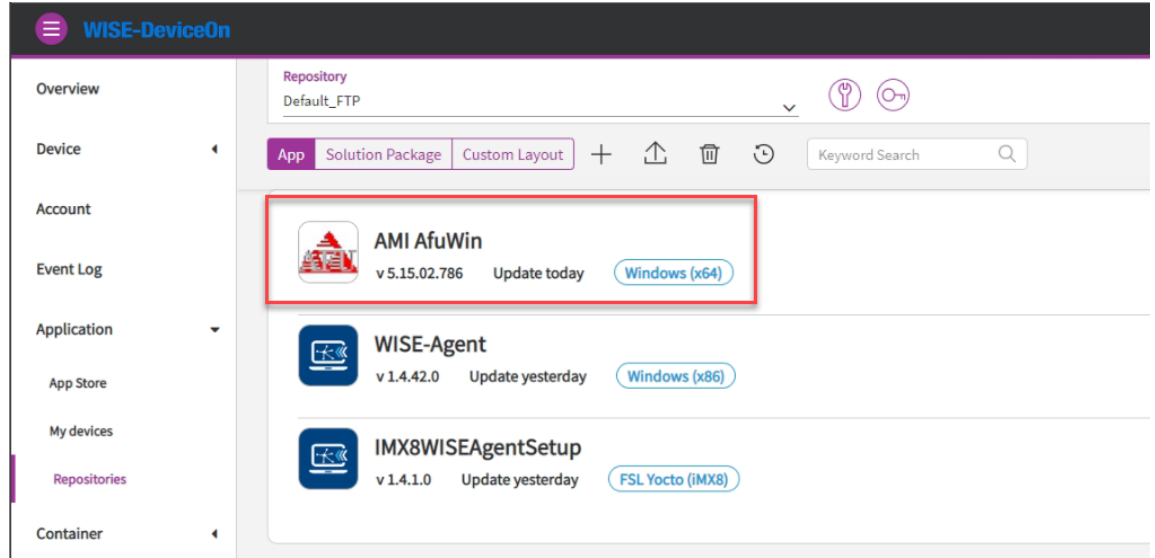 WISE-DeviceOn
Overview
Device
Account
Event Log
Application
App Store
My devices
Repositories
Container
Repository
Default_FTP
App Solution Package Custom Layout Keyword Search
AMI AfuWin
v 5.15.02.786 Update today Windows (x64)
WISE-Agent
v 1.4.42.0 Update yesterday Windows (x86)
IMX8WISEAgentSetup
v 1.4.1.0 Update yesterday FSL Yocto (iMX8)